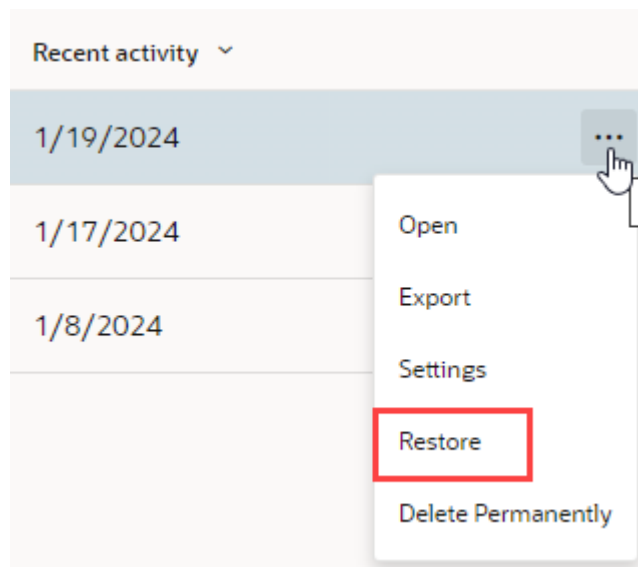 Recent activity
1/19/2024
1/17/2024
1/8/2024
Open
Export
Settings
Restore
Delete Permanently